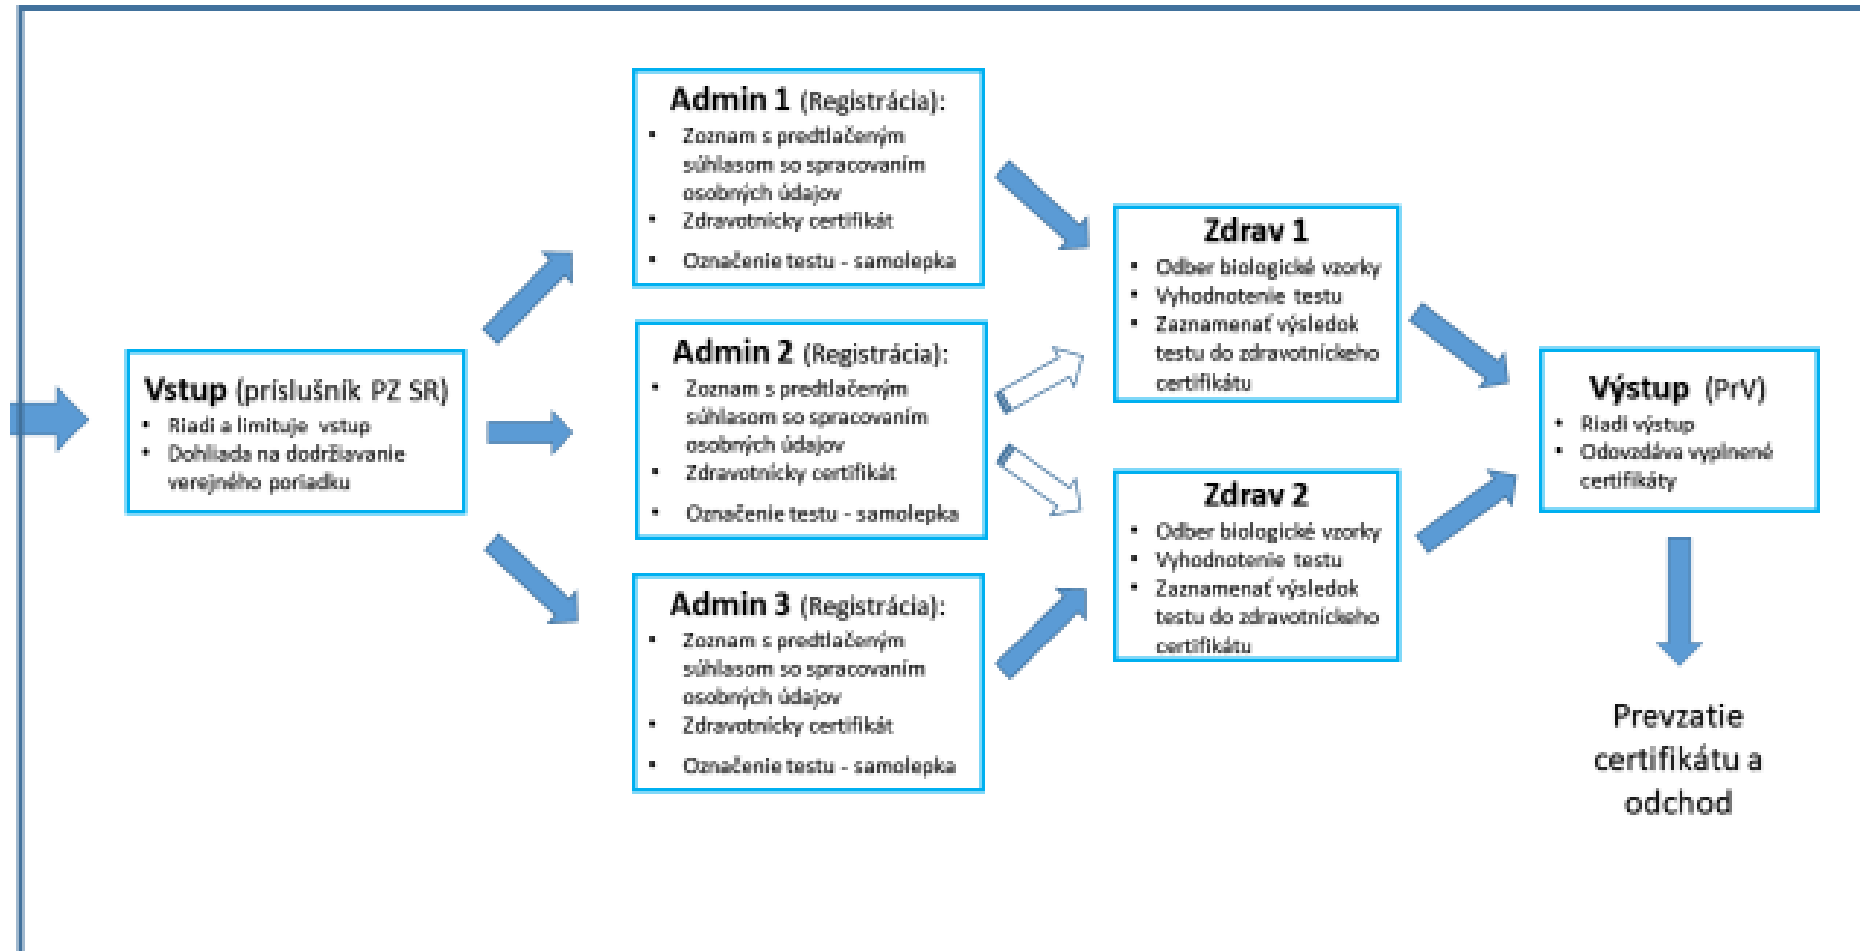 Vstup (príslušník PZ SR)
• Riadi a limituje vstup
• Dohliada na dodržiavanie
verejného poriadku
Admin 1 (Registrácia):
• Zoznam s predtlačeným
súhlasom so spracovaním
osobných údajov
• Zdravotnícky certifikát
• Označenie testu - samolepka
Admin 2 (Registrácia):
• Zoznam s predtlačeným
súhlasom so spracovaním
osobných údajov
• Zdravotnícky certifikát
• Označenie testu - samolepka
Admin 3 (Registrácia):
• Zoznam s predtlačeným
súhlasom so spracovaním
osobných údajov
• Zdravotnícky certifikát
• Označenie testu - samolepka
Zdrav 1
• Odber biologické vzorky
• Vyhodnotenie testu
• Zaznamenať výsledok
testu do zdravotníckeho
certifikátu
Zdrav 2
• Odber biologické vzorky
• Vyhodnotenie testu
• Zaznamenať výsledok
testu do zdravotníckeho
certifikátu
Výstup (PrV)
• Riadi výstup
• Odovzdáva vyplnené
certifikáty
Prevzatie
certifikátu a
odchod